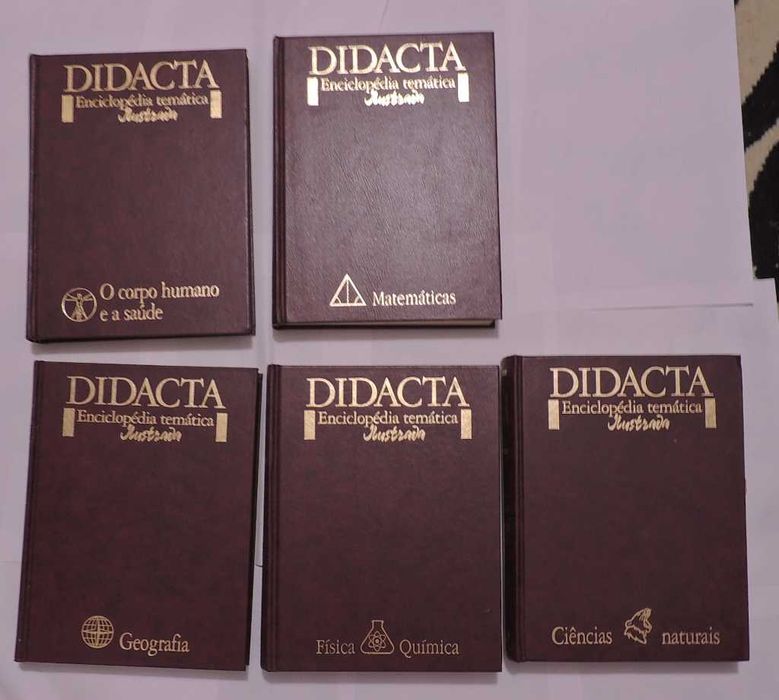 DIDACTA
Enciclopédia temática
Ilustrada
O corpo humano
e a saúde
DIDACTA
Enciclopédia temática
Ilustrada
Matemáticas
DIDACTA
Enciclopédia temática
Ilustrada
Geografia
DIDACTA
Enciclopédia temática
Ilustrada
Física Química
DIDACTA
Enciclopédia temática
Ilustrada
Ciências naturais